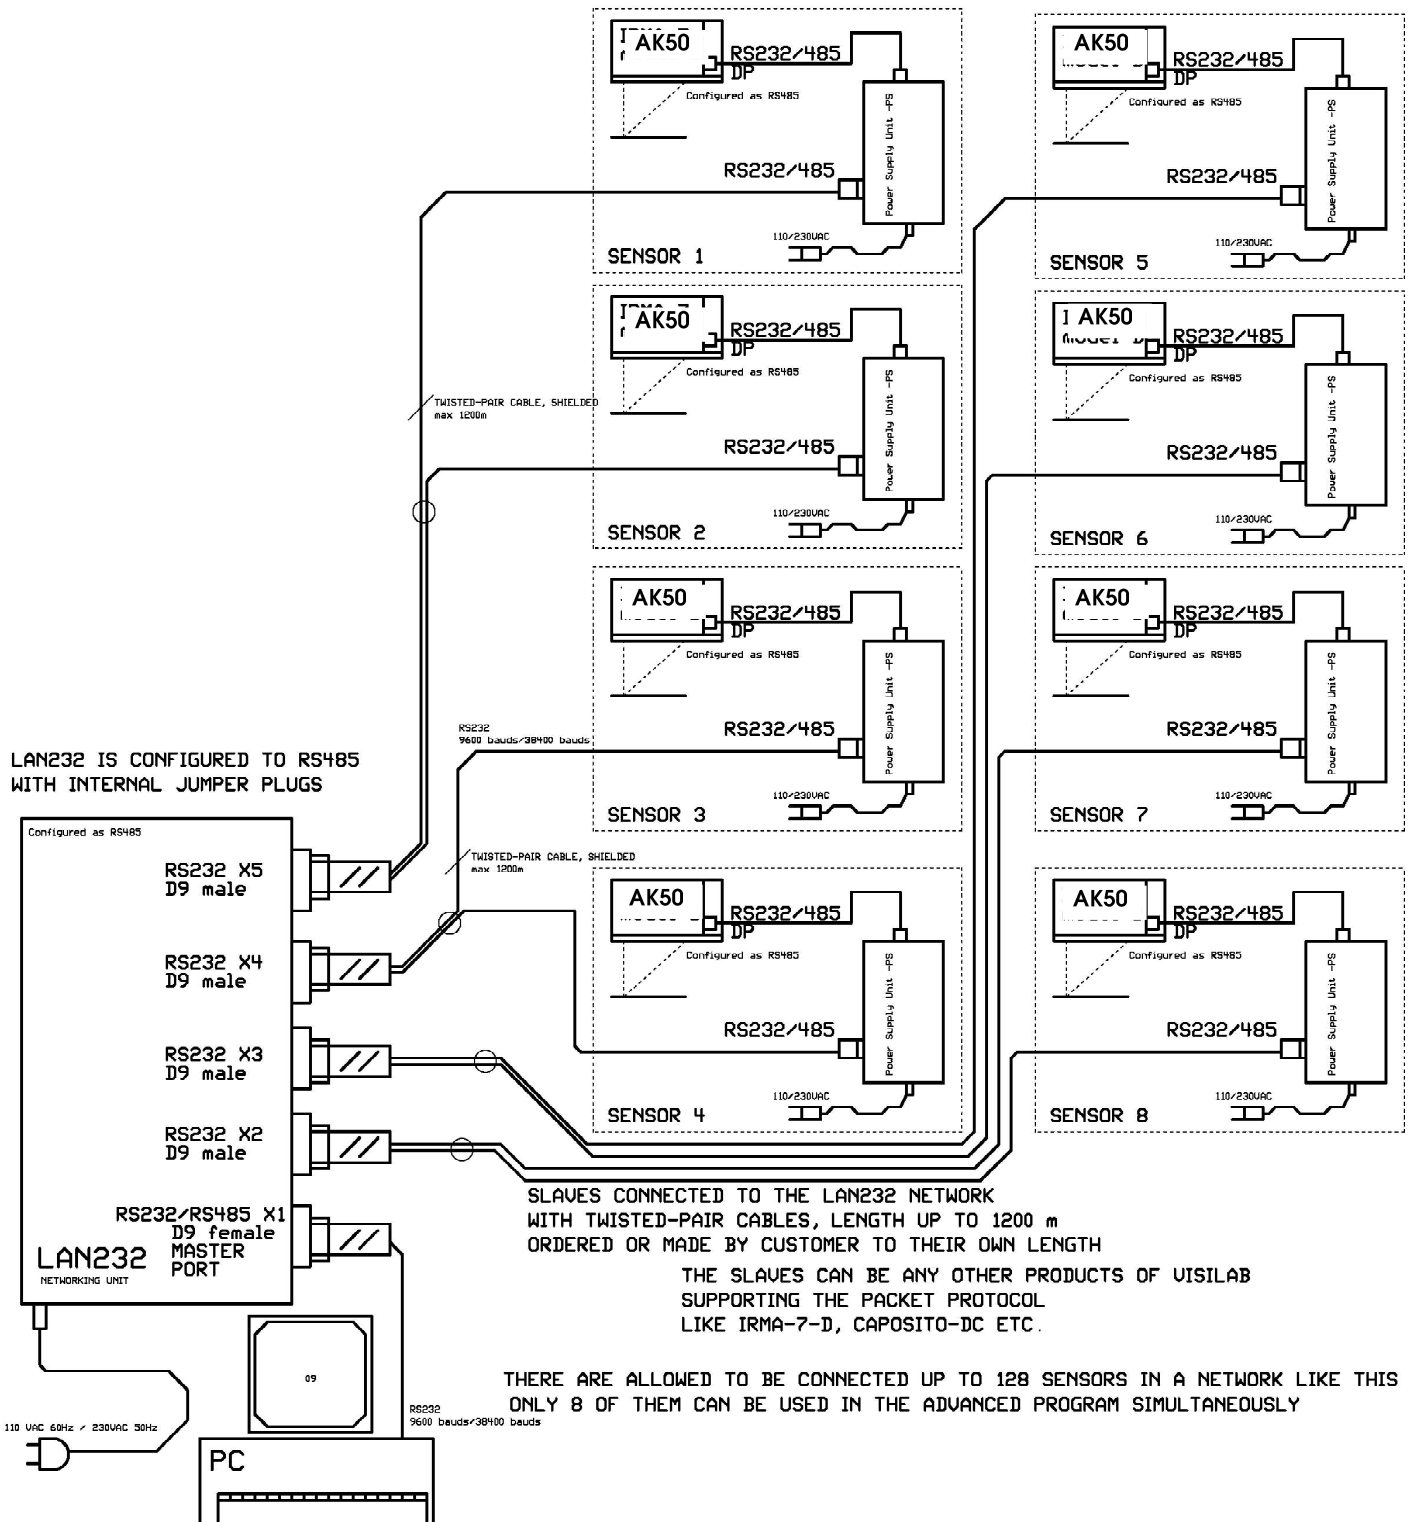 AK50
RS232/485
DP
Configured as RS485
Power Supply Unit -PS
RS232/485
110/230VAC
SENSOR 1
AK50
RS232/485
DP
Configured as RS485
Power Supply Unit -PS
RS232/485
110/230VAC
SENSOR 5
AK50
RS232/485
DP
Configured as RS485
Power Supply Unit -PS
RS232/485
110/230VAC
SENSOR 2
I AK50
Model D
RS232/485
DP
Configured as RS485
Power Supply Unit -PS
RS232/485
110/230VAC
SENSOR 6
TWISTED-PAIR CABLE, SHIELDED
max 1200m
AK50
RS232/485
DP
Configured as RS485
Power Supply Unit -PS
RS232/485
110/230VAC
SENSOR 3
AK50
RS232/485
DP
Configured as RS485
Power Supply Unit -PS
RS232/485
110/230VAC
SENSOR 7
RS232
9600 bauds/38400 bauds
LAN232 IS CONFIGURED TO RS485
WITH INTERNAL JUMPER PLUGS
TWISTED-PAIR CABLE, SHIELDED
max 1200m
AK50
RS232/485
DP
Configured as RS485
Power Supply Unit -PS
RS232/485
110/230VAC
SENSOR 4
AK50
RS232/485
DP
Configured as RS485
Power Supply Unit -PS
RS232/485
110/230VAC
SENSOR 8
Configured as RS485
RS232 X5
D9 male
RS232 X4
D9 male
RS232 X3
D9 male
RS232 X2
D9 male
RS232/RS485 X1
D9 female
MASTER
PORT
LAN232
NETWORKING UNIT
SLAVES CONNECTED TO THE LAN232 NETWORK
WITH TWISTED-PAIR CABLES, LENGTH UP TO 1200 m
ORDERED OR MADE BY CUSTOMER TO THEIR OWN LENGTH
THE SLAVES CAN BE ANY OTHER PRODUCTS OF VISILAB
SUPPORTING THE PACKET PROTOCOL
LIKE IRMA-7-D, CAPOSITO-DC ETC.
THERE ARE ALLOWED TO BE CONNECTED UP TO 128 SENSORS IN A NETWORK LIKE THIS
ONLY 8 OF THEM CAN BE USED IN THE ADVANCED PROGRAM SIMULTANEOUSLY
09
RS232
9600 bauds/38400 bauds
110 VAC 60Hz / 230VAC 50Hz
PC